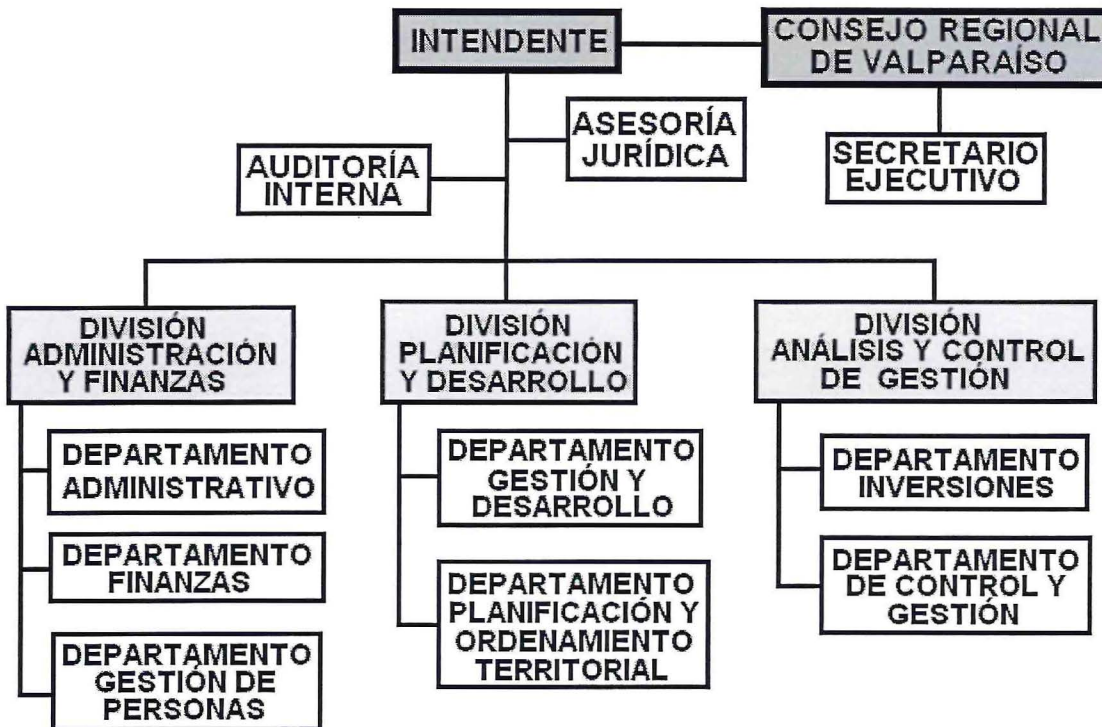 INTENDENTE
CONSEJO REGIONAL
DE VALPARAÍSO
ASESORÍA
JURÍDICA
SECRETARIO
EJECUTIVO
AUDITORÍA
INTERNA
DIVISIÓN
ADMINISTRACIÓN
Y FINANZAS
DEPARTAMENTO
ADMINISTRATIVO
DEPARTAMENTO
FINANZAS
DEPARTAMENTO
GESTIÓN DE
PERSONAS
DIVISIÓN
PLANIFICACIÓN
Y DESARROLLO
DEPARTAMENTO
GESTIÓN Y
DESARROLLO
DEPARTAMENTO
PLANIFICACIÓN Y
ORDENAMIENTO
TERRITORIAL
DIVISIÓN
ANÁLISIS Y CONTROL
DE GESTIÓN
DEPARTAMENTO
INVERSIONES
DEPARTAMENTO
DE CONTROL Y
GESTIÓN